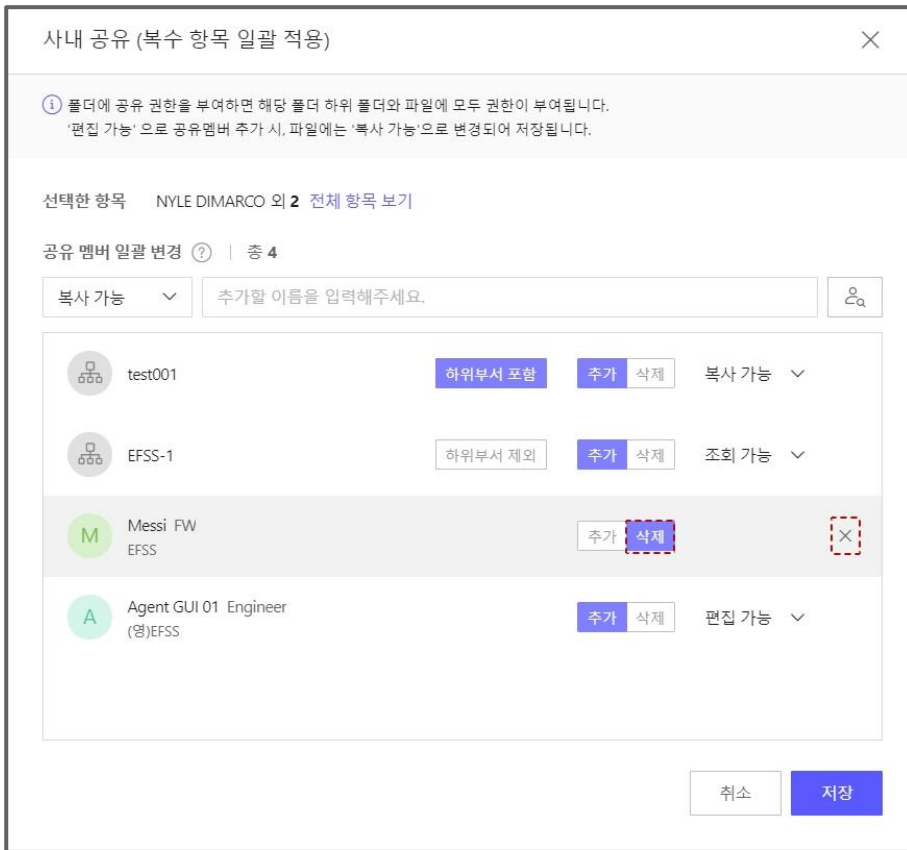 사내 공유 (복수 항목 일괄 적용)
폴더에 공유 권한을 부여하면 해당 폴더 하위 폴더와 파일에 모두 권한이 부여됩니다.
'편집 가능' 으로 공유멤버 추가 시, 파일에는 '복사 가능'으로 변경되어 저장됩니다.
선택한 항목 NYLE DIMARCO 외 2 전체 항목 보기
공유 멤버 일괄 변경 ? | 총 4
복사 가능 추가할 이름을 입력해주세요.
test001 하위부서 포함 추가 삭제 복사 가능
EFSS-1 하위부서 제외 추가 삭제 조회 가능
M Messi FW 추가 삭제
EFSS
A Agent GUI 01 Engineer 추가 삭제 편집 가능
(영)EFSS
취소 저장